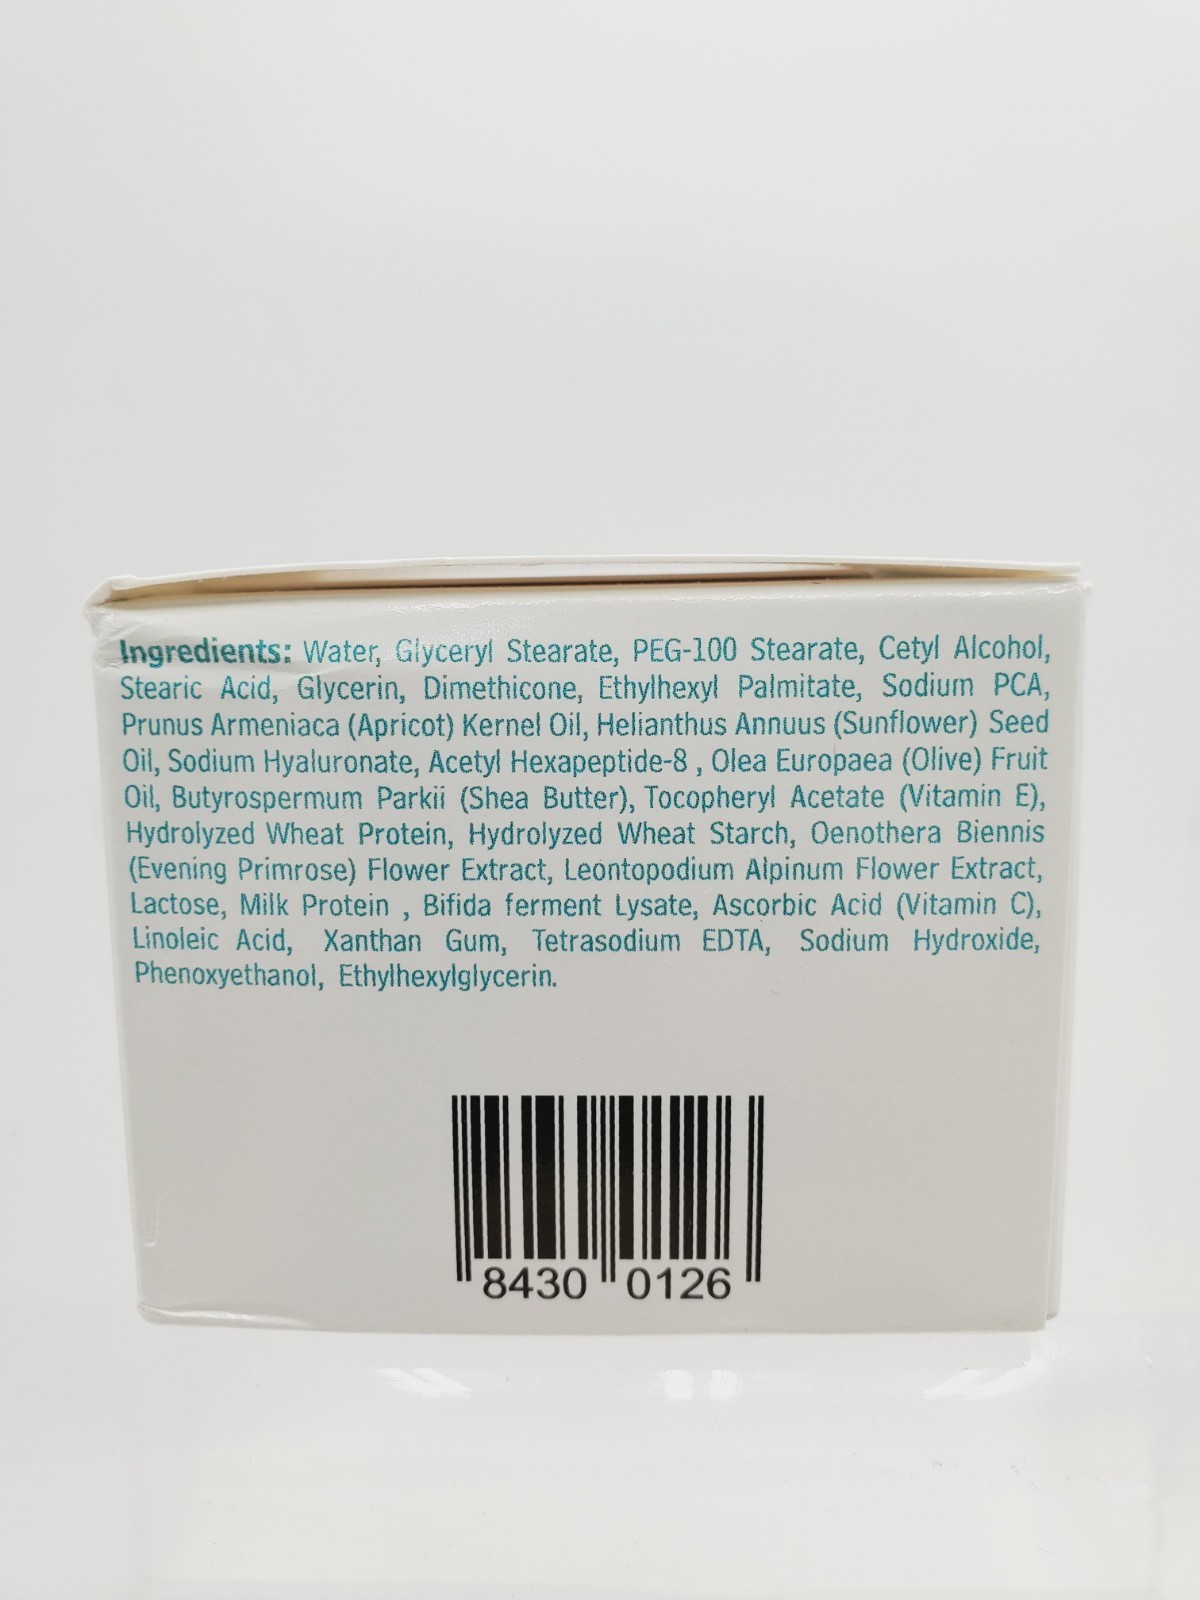 Ingredients: Water, Glyceryl Stearate, PEG-100 Stearate, Cetyl Alcohol,
Stearic Acid, Glycerin, Dimethicone, Ethylhexyl Palmitate, Sodium PCA,
Prunus Armeniaca (Apricot) Kernel Oil, Helianthus Annuus (Sunflower) Seed
Oil, Sodium Hyaluronate, Acetyl Hexapeptide-8 , Olea Europaea (Olive) Fruit
Oil, Butyrospermum Parkii (Shea Butter), Tocopheryl Acetate (Vitamin E),
Hydrolyzed Wheat Protein, Hydrolyzed Wheat Starch, Oenothera Biennis
(Evening Primrose) Flower Extract, Leontopodium Alpinum Flower Extract,
Lactose, Milk Protein , Bifida ferment Lysate, Ascorbic Acid (Vitamin C),
Linoleic Acid, Xanthan Gum, Tetrasodium EDTA, Sodium Hydroxide,
Phenoxyethanol, Ethylhexylglycerin.
8430 0126